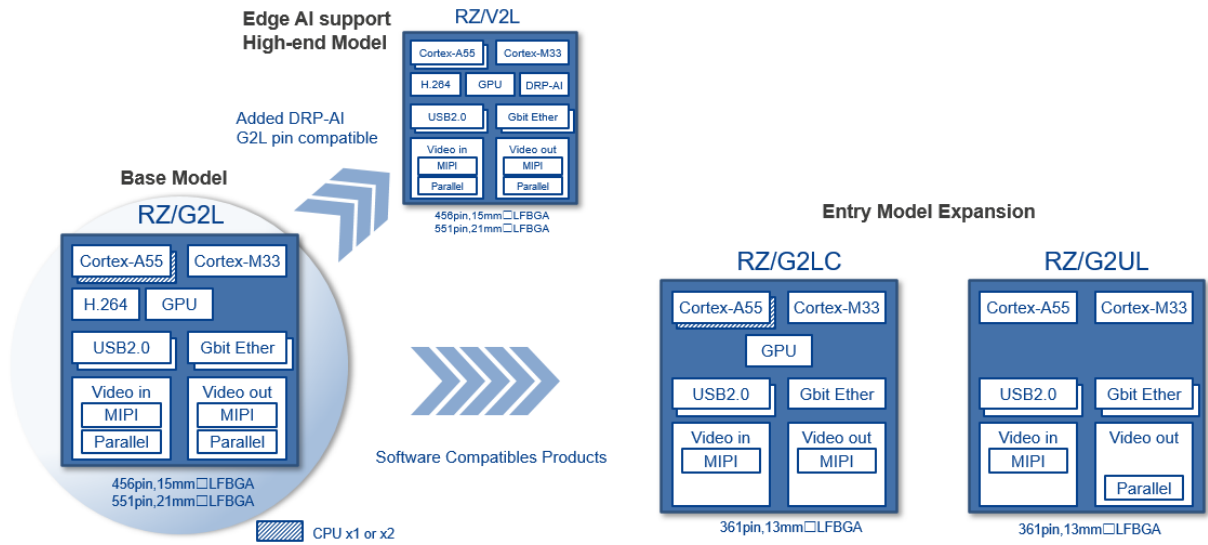 Edge AI support
High-end Model
RZ/V2L
Cortex-A55
Cortex-M33
H.264
GPU
DRP-AI
USB2.0
Gbit Ether
Video in
MIPI
Parallel
Video out
MIPI
Parallel
456pin,15mm□LFBGA
551pin,21mm□LFBGA
Added DRP-AI
G2L pin compatible
Base Model
RZ/G2L
Cortex-A55
Cortex-M33
H.264
GPU
USB2.0
Gbit Ether
Video in
MIPI
Parallel
Video out
MIPI
Parallel
456pin,15mm□LFBGA
551pin,21mm□LFBGA
CPU x1 or x2
Software Compatibles Products
Entry Model Expansion
RZ/G2LC
Cortex-A55
Cortex-M33
GPU
USB2.0
Gbit Ether
Video in
MIPI
Video out
MIPI
361pin,13mm□LFBGA
RZ/G2UL
Cortex-A55
Cortex-M33
USB2.0
Gbit Ether
Video in
MIPI
Video out
Parallel
361pin,13mm□LFBGA